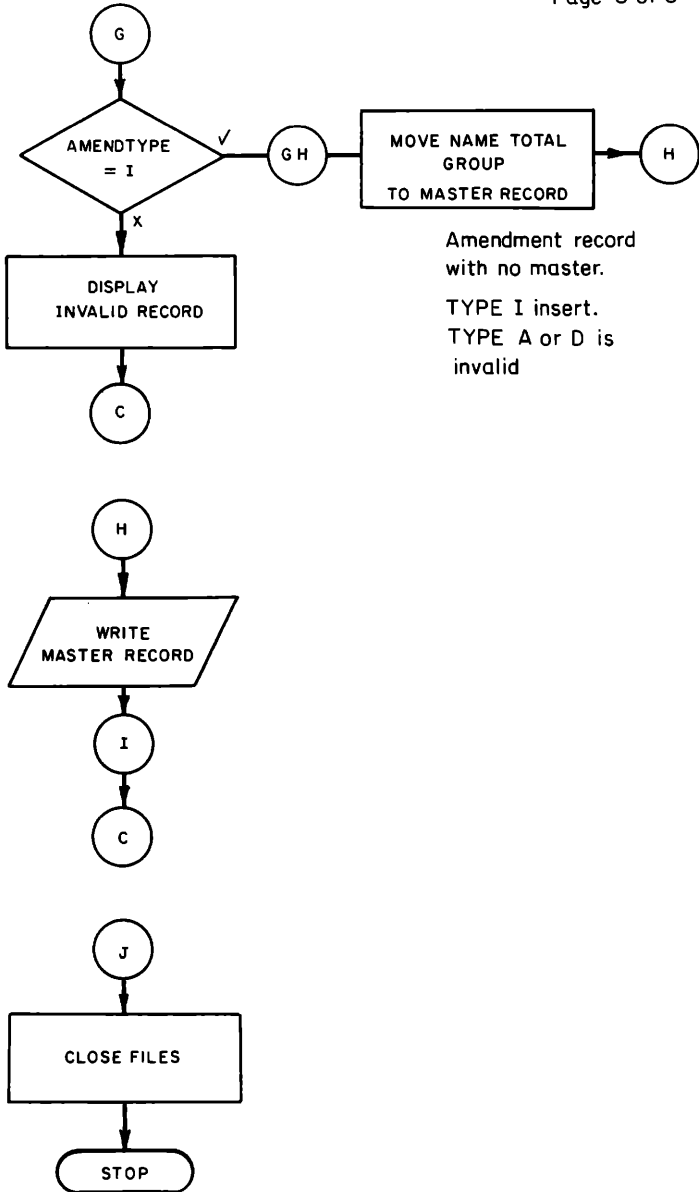 G
AMENDTYPE
= I
✓
GH
MOVE NAME TOTAL
GROUP
TO MASTER RECORD
H
X
DISPLAY
INVALID RECORD
Amendment record
with no master.
TYPE I insert.
TYPE A or D is
invalid
C
H
WRITE
MASTER RECORD
I
C
J
CLOSE FILES
STOP